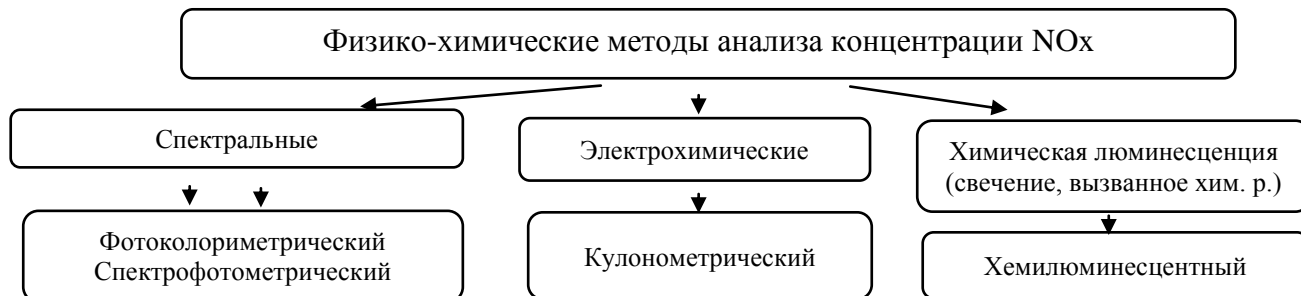 Физико-химические методы анализа концентрации NOx
Спектральные
Электрохимические
Химическая люминесценция
(свечение, вызванное хим. р.)
Фотоколориметрический
Спектрофотометрический
Кулонометрический
Хемилюминесцентный